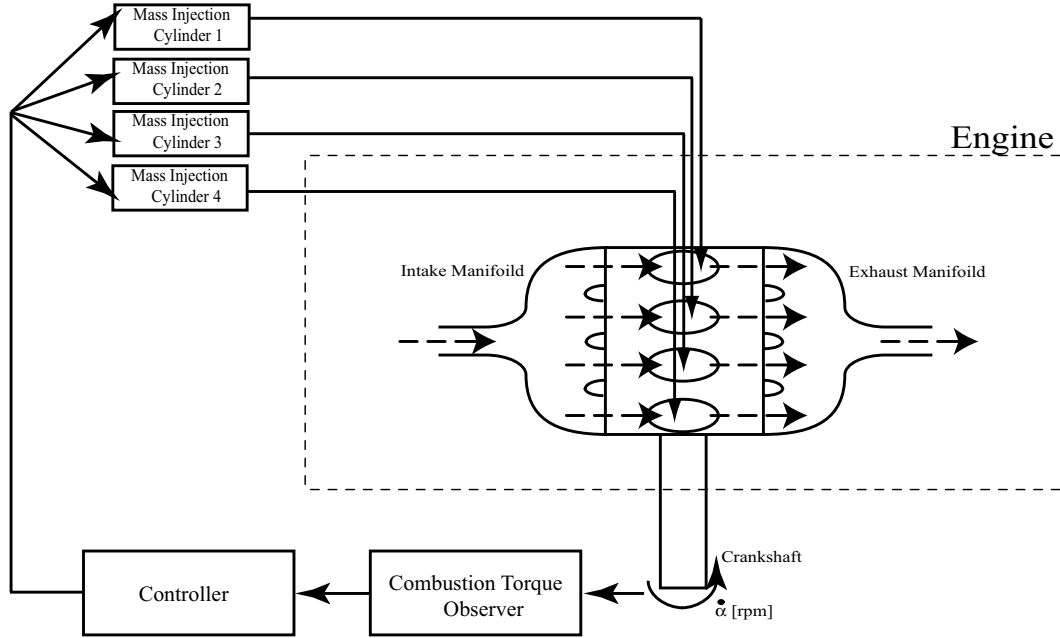 Mass Injection
Cylinder 1
Mass Injection
Cylinder 2
Mass Injection
Cylinder 3
Mass Injection
Cylinder 4
Engine
Intake Manifoild
Exhaust Manifoild
Crankshaft
α̇ [rpm]
Controller
Combustion Torque
Observer